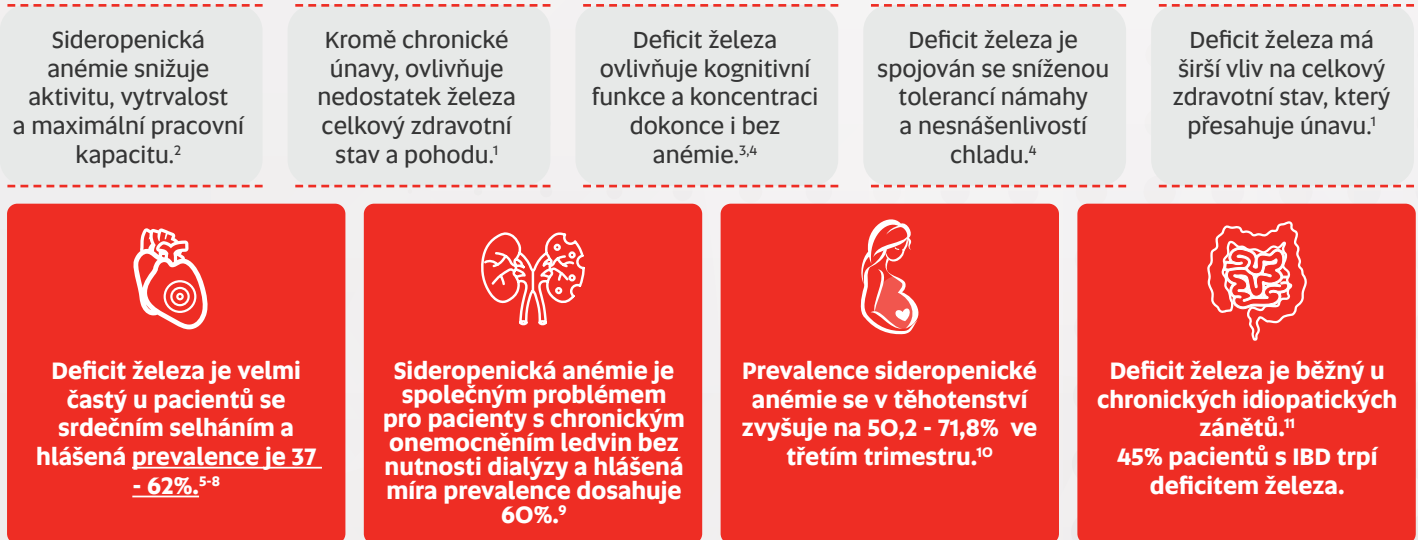 Sideropenická
anémie snižuje
aktivitu, vytrvalost
a maximální pracovní
kapacitu.²
Kromě chronické
únavy, ovlivňuje
nedostatek železa
celkový zdravotní
stav a pohodu.¹
Deficit železa
ovlivňuje kognitivní
funkce a koncentraci
dokonce i bez
anémie.³,⁴
Deficit železa je
spojován se sníženou
tolerancí námahy
a nesnášenlivostí
chladu.⁴
Deficit železa má
širší vliv na celkový
zdravotní stav, který
přesahuje únavu.¹
Deficit železa je velmi
častý u pacientů se
srdečním selháním a
hlášená prevalence je 37
- 62%.⁵⁻⁸
Sideropenická anémie je
společným problémem
pro pacienty s chronickým
onemocněním ledvin bez
nutnosti dialýzy a hlášená
míra prevalence dosahuje
60%.⁹
Prevalence sideropenické
anémie se v těhotenství
zvyšuje na 50,2 - 71,8% ve
třetím trimestru.¹⁰
Deficit železa je běžný u
chronických idiopatických
zánětů.¹¹
45% pacientů s IBD trpí
deficitem železa.